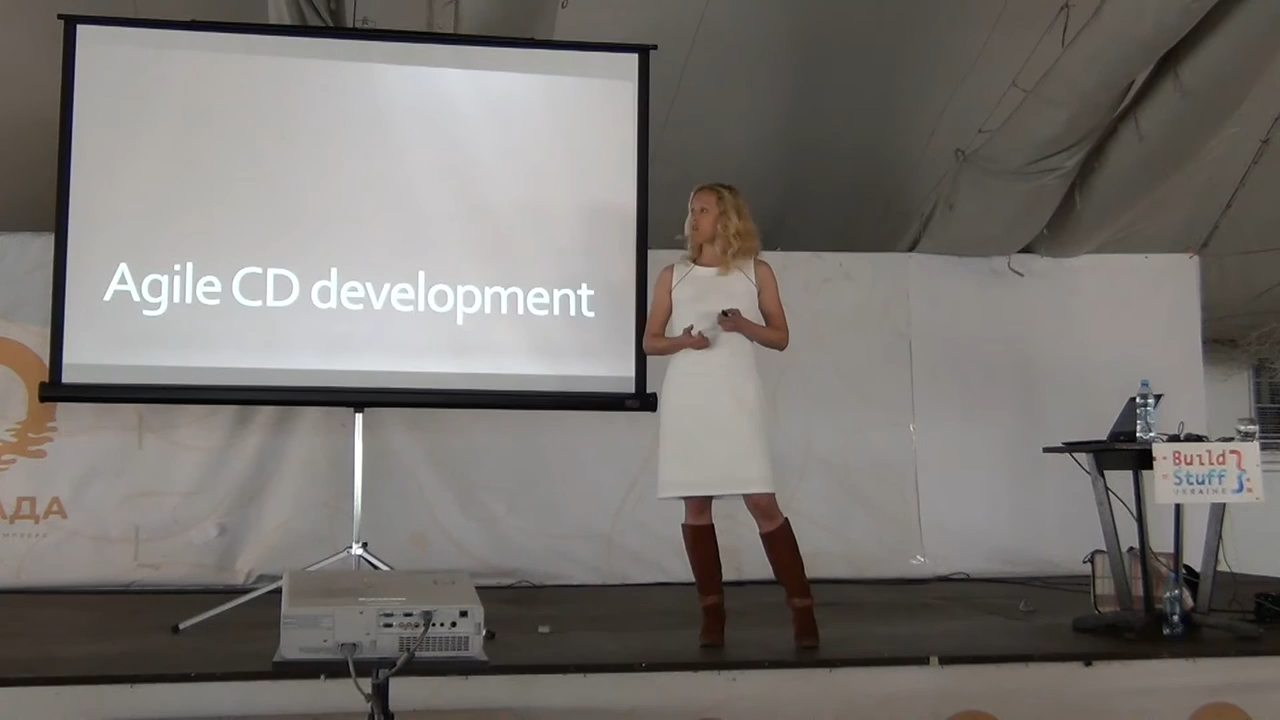 Agile CD development
АДА
Build
Stuff
UKRAINE